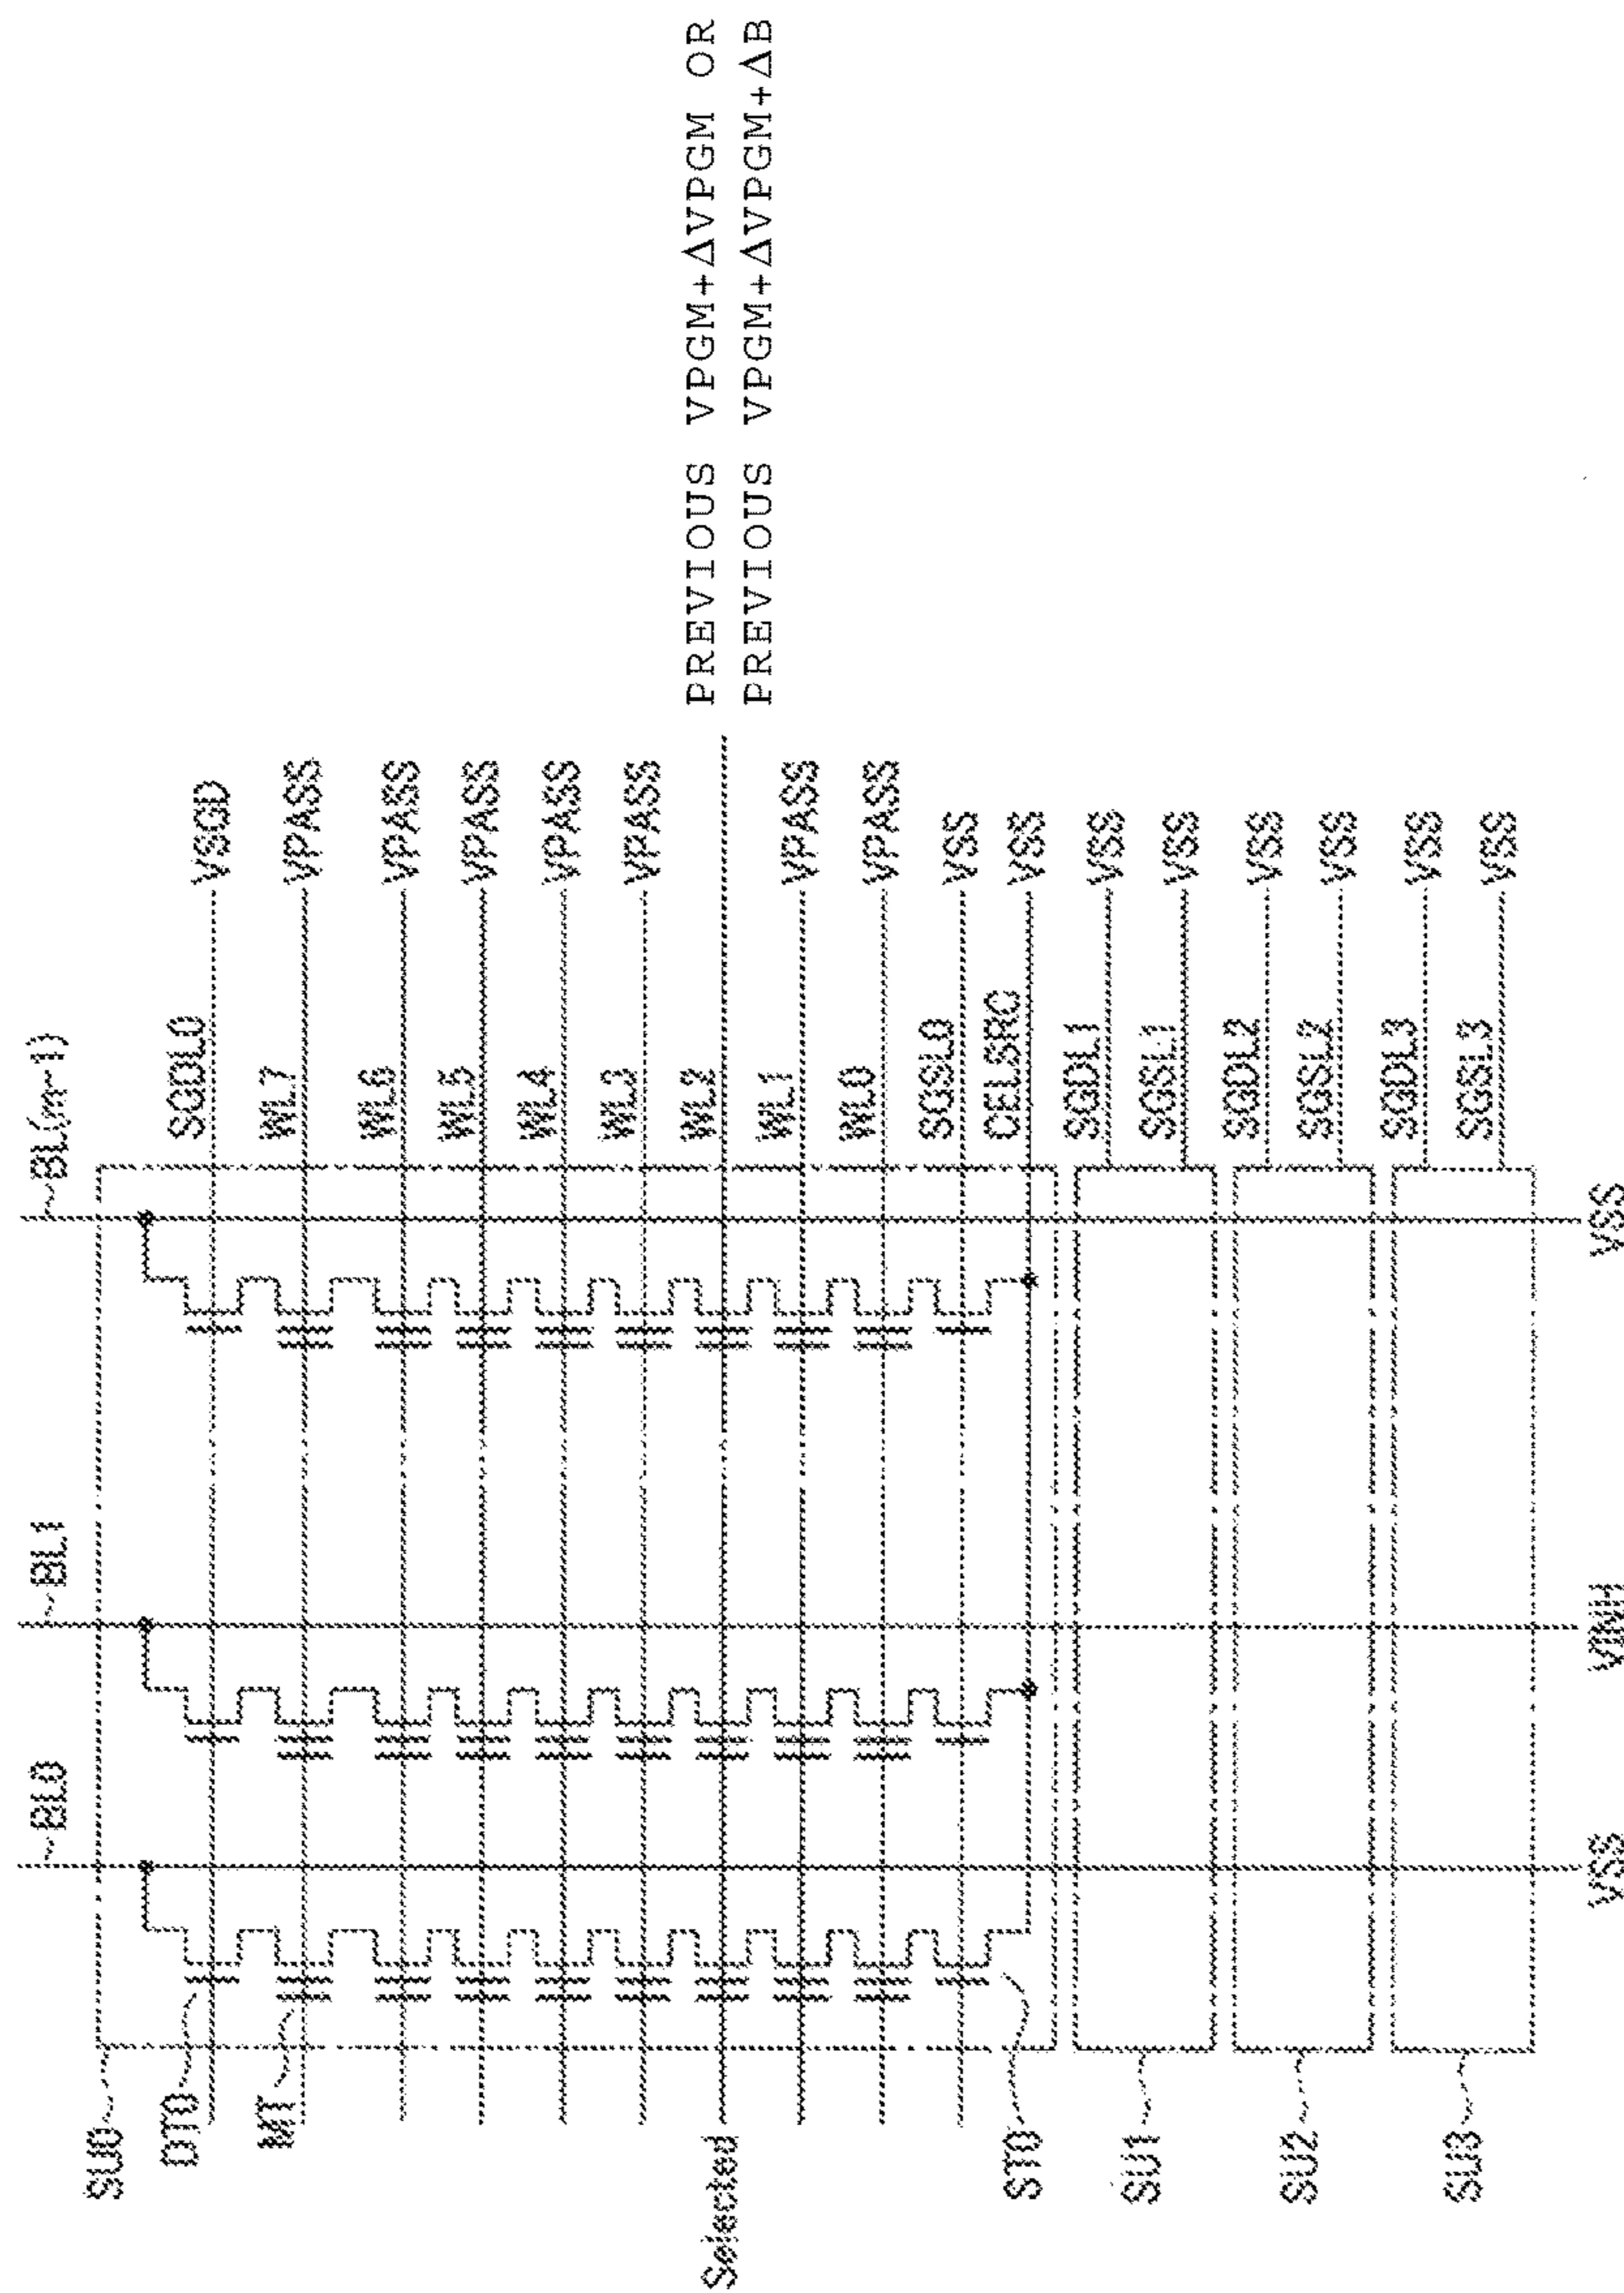 BL0
BL1
BL(m-1)
SU0
DT0
MT
SGDL0
VSGD
WL7
VPASS
WL6
VPASS
WL5
VPASS
WL4
VPASS
WL3
VPASS
Selected
WL2
PREVIOUS VPGM+ΔVPGM OR
PREVIOUS VPGM+ΔVPGM+ΔB
WL1
VPASS
WL0
VPASS
SGSL0
VSS
ST0
CELSRC
VSS
SU1
SGDL1
VSS
SGSL1
VSS
SU2
SGDL2
VSS
SGSL2
VSS
SU3
SGDL3
VSS
SGSL3
VSS
VSS
VINH
VSS